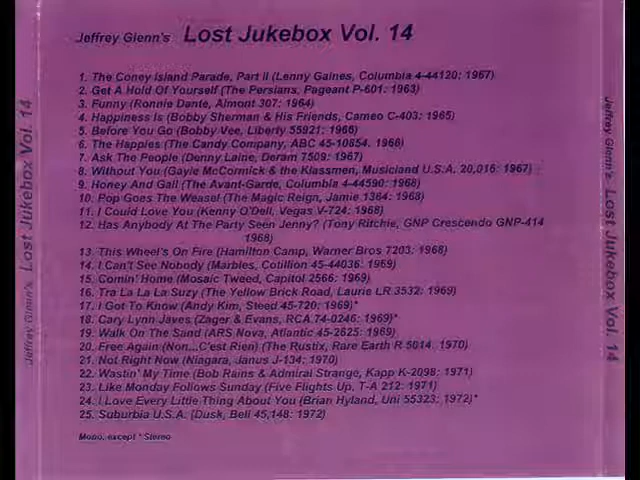 Jeffrey Glenn's Lost Jukebox Vol. 14
1. The Coney Island Parade, Part II (Lenny Gaines, Columbia 4-44120: 1967)
2. Get A Hold Of Yourself (The Persians, Pageant P-601: 1963)
3. Funny (Ronnie Dante, Almont 307: 1964)
4. Happiness Is (Bobby Sherman & His Friends, Cameo C-403: 1965)
5. Before You Go (Bobby Vee, Liberty 55921: 1966)
6. The Happies (The Candy Company, ABC 45-10854. 1966)
7. Ask The People (Denny Laine, Deram 7509: 1967)
8. Without You (Gayle McCormick & the Klassmen, Musicland U.S.A. 20,015: 1967)
9. Honey And Gall (The Avant-Garde, Columbia 4-44590: 1968)
10. Pop Goes The Weasel (The Magic Reign, Jamie 1364: 1968)
11. I Could Love You (Kenny O'Dell, Vegas V-724: 1968)
12. Has Anybody At The Party Seen Jenny? (Tony Ritchie, GNP Crescendo GNP-414
1968)
13. This Wheel's On Fire (Hamilton Camp, Warner Bros 7203: 1968)
14. I Can't See Nobody (Marbles, Cotillion 45-44036: 1969)
15. Comin' Home (Mosaic Tweed, Capitol 2566: 1969)
16. Tra La La La Suzy (The Yellow Brick Road, Laurie LR 3532: 1969)
17. I Got To Know (Andy Kim, Steed 45-720: 1969)*
18. Cary Lynn Javes (Zager & Evans, RCA 74-0246: 1969)*
19. Walk On The Sand (ARS Nova, Atlantic 45-2625: 1969)
20. Free Again (Non...C'est Rien) (The Rustix, Rare Earth R 5014. 1970)
21. Not Right Now (Niagara, Janus J-134: 1970)
22. Wastin' My Time (Bob Rains & Admiral Strange, Kapp K-2098: 1971)
23. Like Monday Follows Sunday (Five Flights Up, T-A 212: 1971)
24. I Love Every Little Thing About You (Brian Hyland, Uni 55323: 1972)*
25. Suburbia U.S.A. (Dusk, Bell 45,148: 1972)
Mono, except * Stereo
Jeffrey Glenn's Lost Jukebox Vol. 14
Jeffrey Glenn's Lost Jukebox Vol. 14